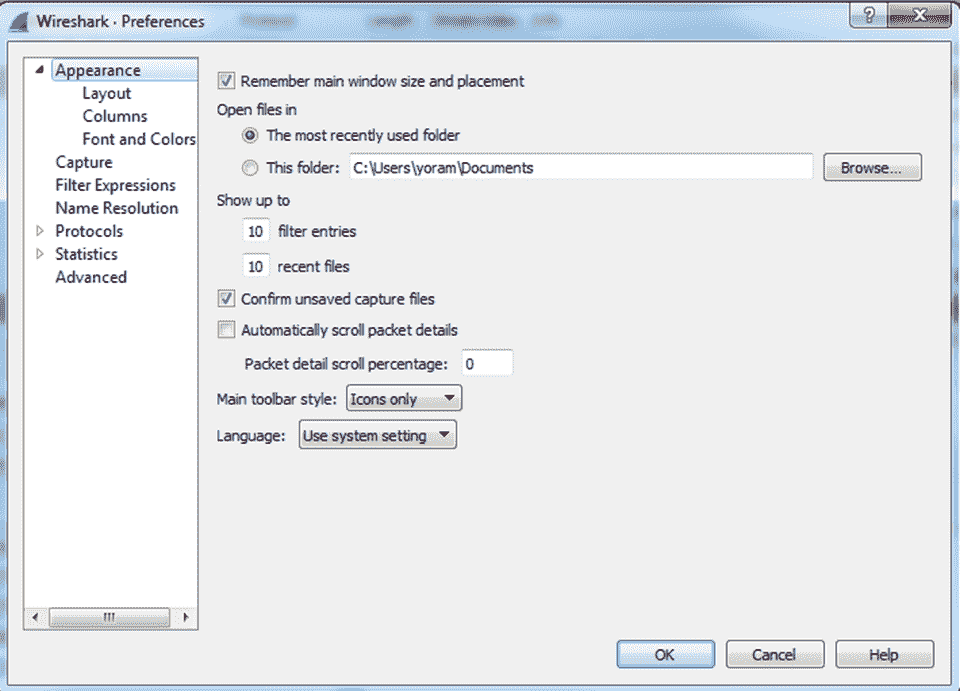 Wireshark · Preferences
?
X
Appearance
Layout
Columns
Font and Colors
Capture
Filter Expressions
Name Resolution
Protocols
Statistics
Advanced
Remember main window size and placement
Open files in
The most recently used folder
This folder: C:\Users\yoram\Documents Browse...
Show up to
10 filter entries
10 recent files
Confirm unsaved capture files
Automatically scroll packet details
Packet detail scroll percentage: 0
Main toolbar style: Icons only
Language: Use system setting
OK Cancel Help